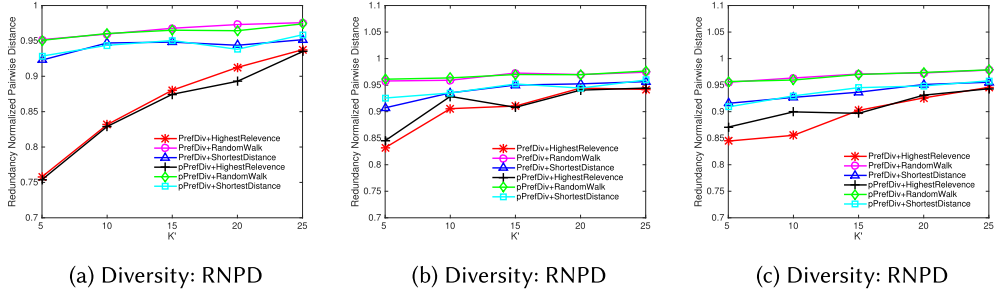 Redundancy Normalized Pairwise Distance
1
0.95
0.9
0.85
0.8
0.75
0.7
PrefDiv+HighestRelevence
PrefDiv+RandomWalk
PrefDiv+ShortestDistance
pPrefDiv+HighestRelevence
pPrefDiv+RandomWalk
pPrefDiv+ShortestDistance
5 10 15 20 25
K'
(a) Diversity: RNPD
Redundancy Normalized Pairwise Distance
1.1
1.05
1
0.95
0.9
0.85
0.8
0.75
0.7
PrefDiv+HighestRelevence
PrefDiv+RandomWalk
PrefDiv+ShortestDistance
pPrefDiv+HighestRelevence
pPrefDiv+RandomWalk
pPrefDiv+ShortestDistance
5 10 15 20 25
K'
(b) Diversity: RNPD
Redundancy Normalized Pairwise Distance
1.1
1.05
1
0.95
0.9
0.85
0.8
0.75
0.7
PrefDiv+HighestRelevence
PrefDiv+RandomWalk
PrefDiv+ShortestDistance
pPrefDiv+HighestRelevence
pPrefDiv+RandomWalk
pPrefDiv+ShortestDistance
5 10 15 20 25
K'
(c) Diversity: RNPD